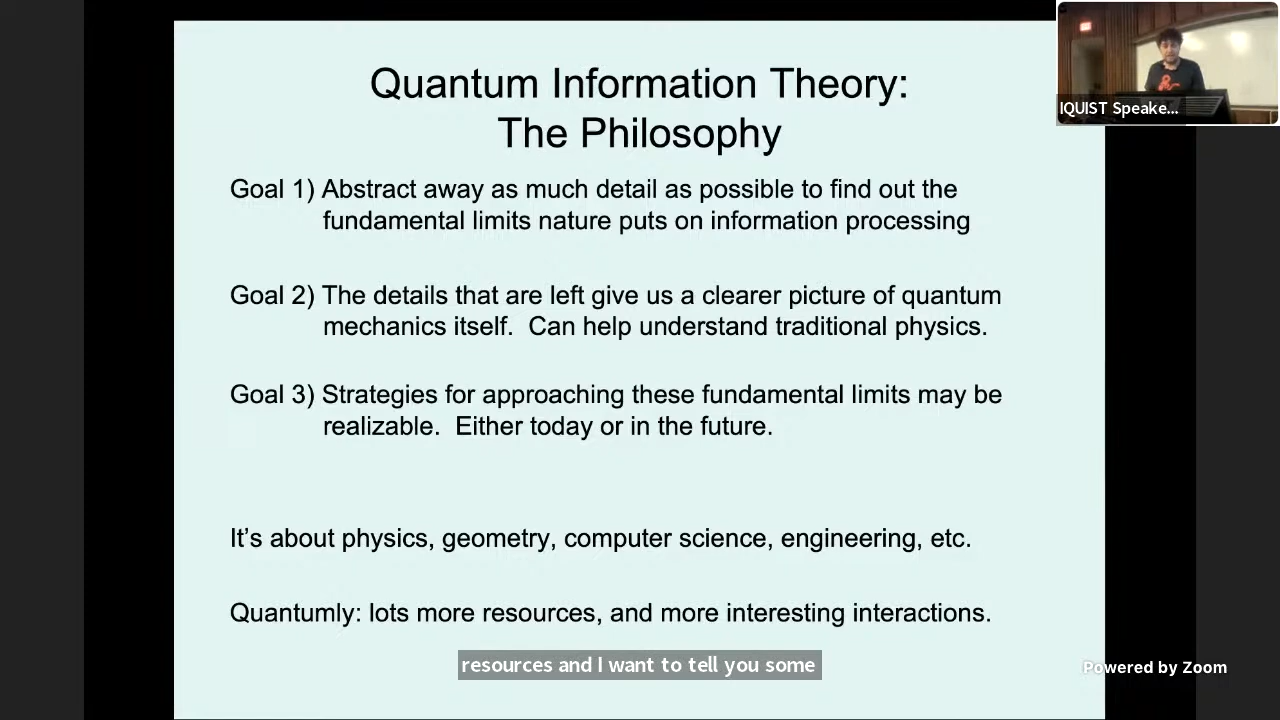 Quantum Information Theory:
The Philosophy
IQUIST Speake...
Goal 1) Abstract away as much detail as possible to find out the
fundamental limits nature puts on information processing
Goal 2) The details that are left give us a clearer picture of quantum
mechanics itself.  Can help understand traditional physics.
Goal 3) Strategies for approaching these fundamental limits may be
realizable.  Either today or in the future.
It’s about physics, geometry, computer science, engineering, etc.
Quantumly: lots more resources, and more interesting interactions.
resources and I want to tell you some
Powered by Zoom